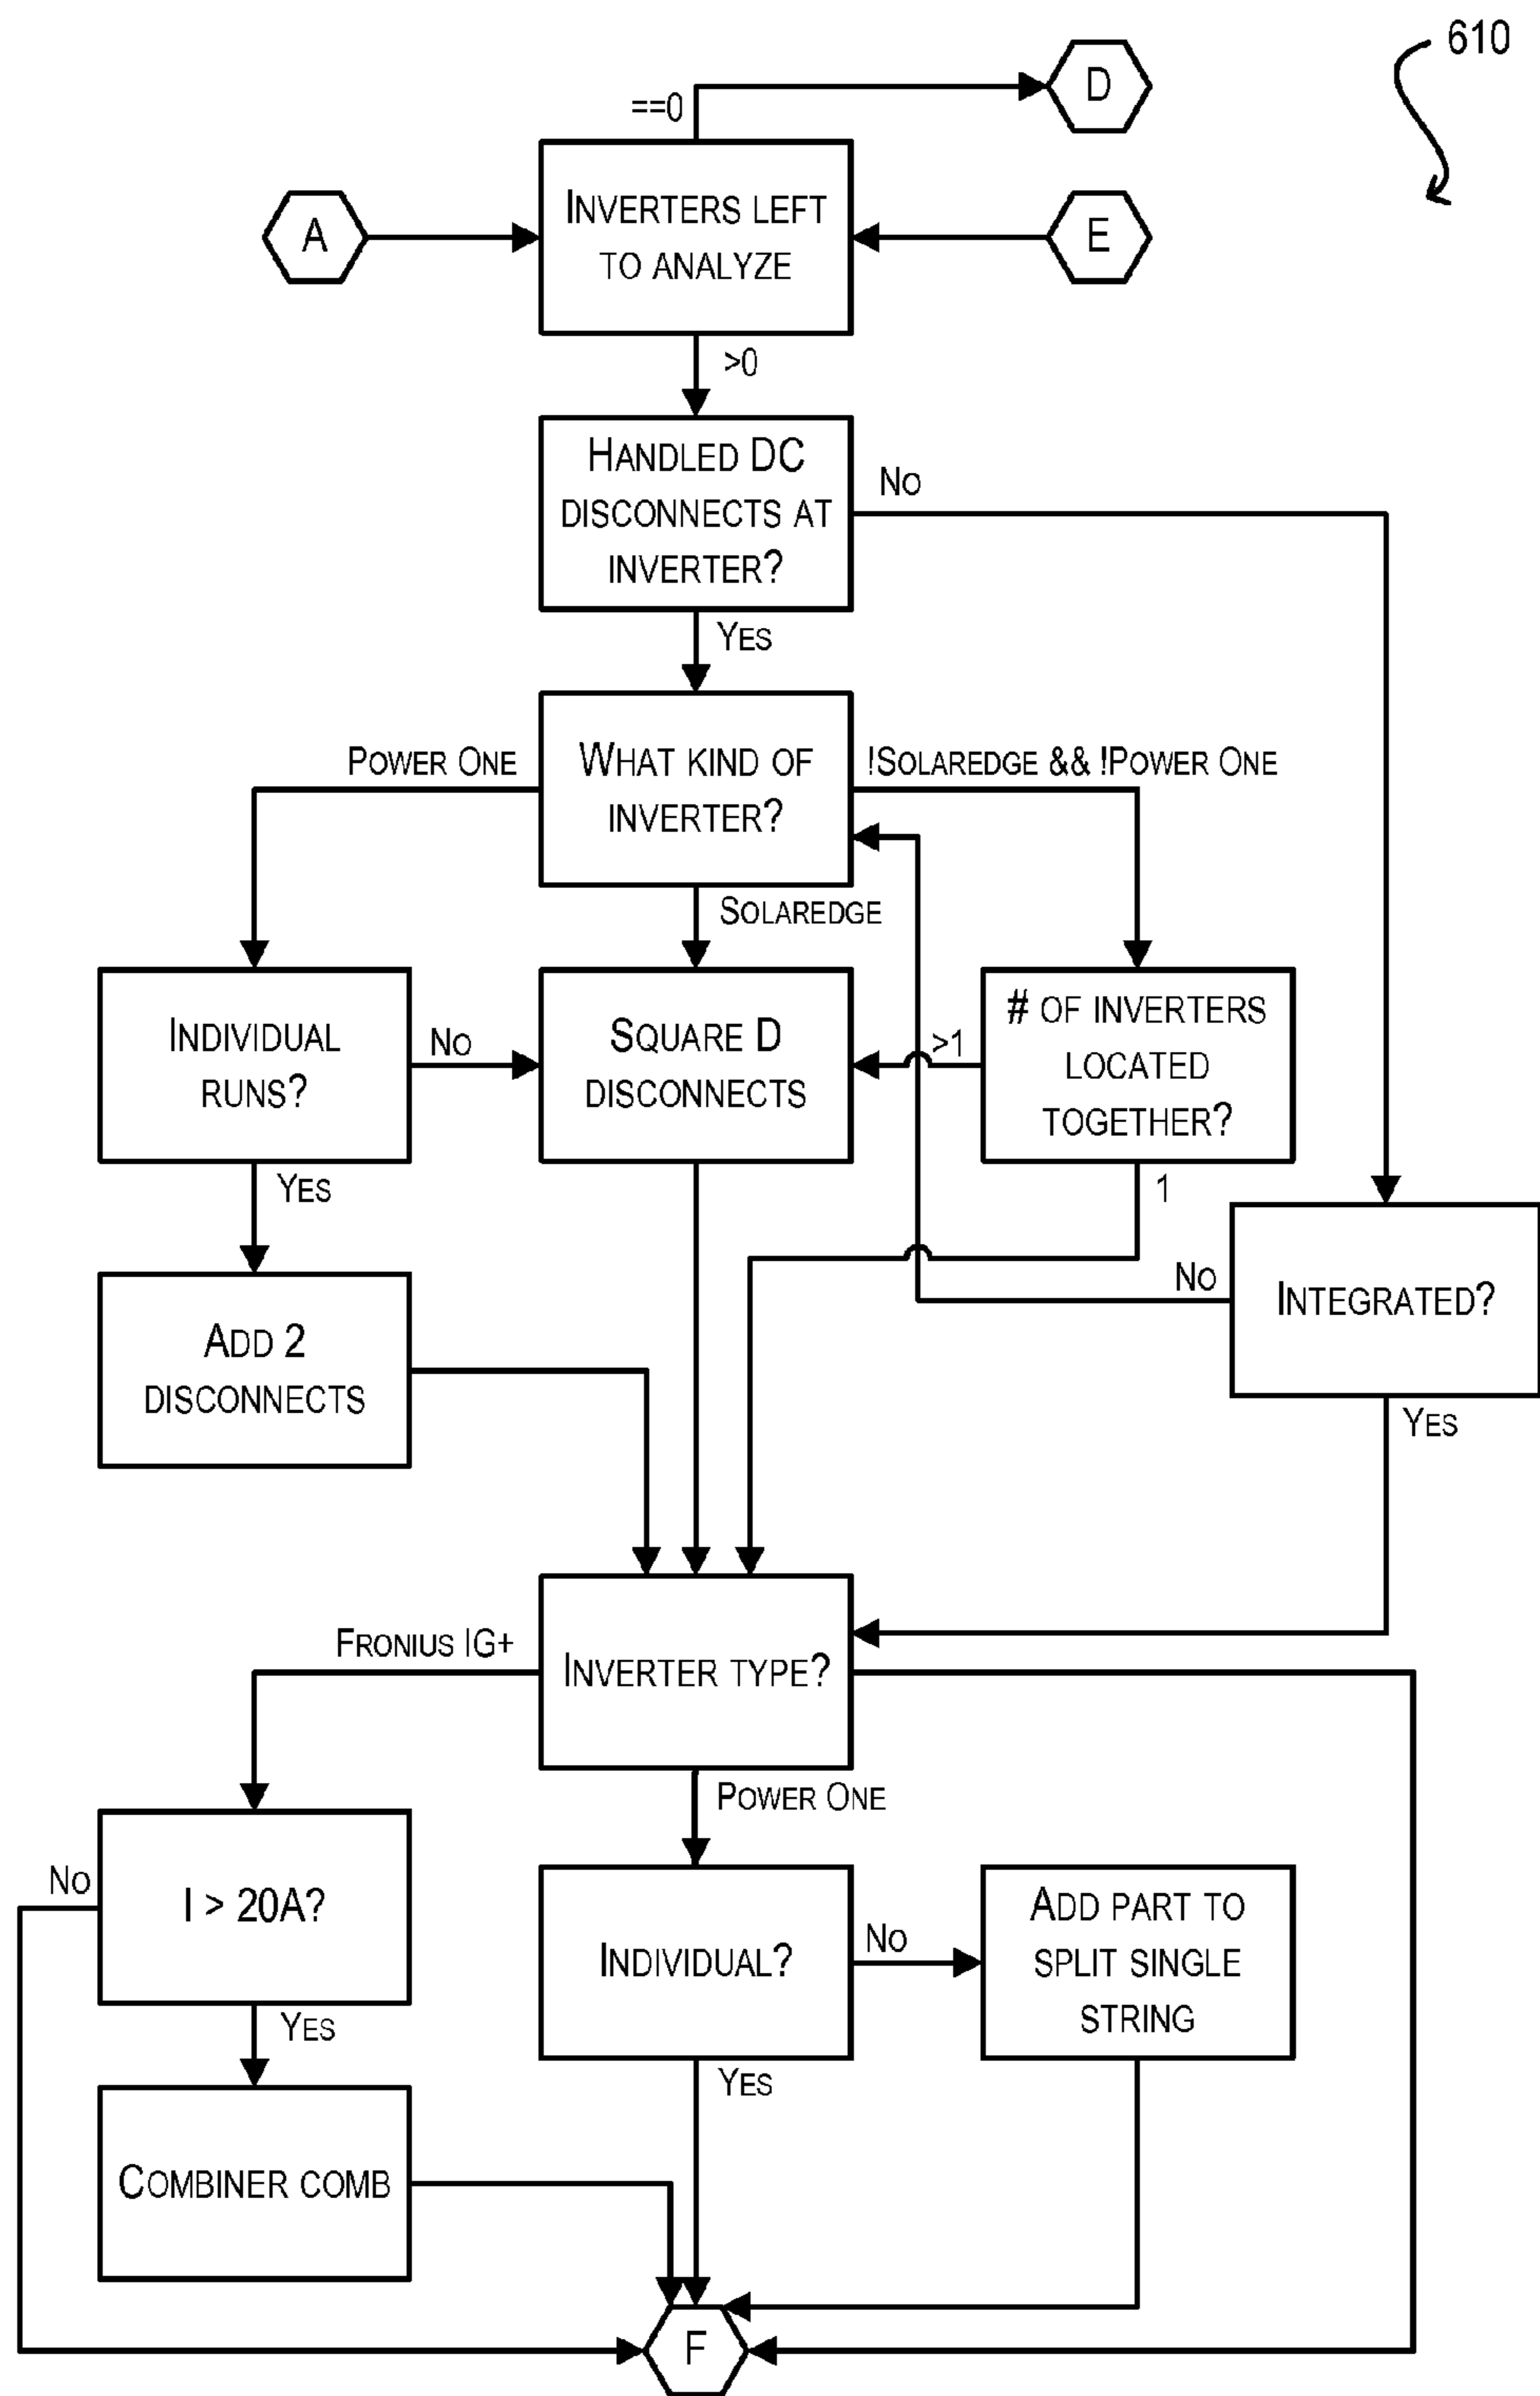 610
D
==0
INVERTERS LEFT
TO ANALYZE
A
E
>0
HANDLED DC
DISCONNECTS AT
INVERTER?
NO
YES
POWER ONE
WHAT KIND OF
INVERTER?
!SOLAREDGE && !POWER ONE
SOLAREDGE
INDIVIDUAL
RUNS?
NO
SQUARE D
DISCONNECTS
>1
# OF INVERTERS
LOCATED
TOGETHER?
YES
1
ADD 2
DISCONNECTS
NO
INTEGRATED?
YES
FRONIUS IG+
INVERTER TYPE?
POWER ONE
NO
I > 20A?
INDIVIDUAL?
NO
ADD PART TO
SPLIT SINGLE
STRING
YES
YES
COMBINER COMB
F